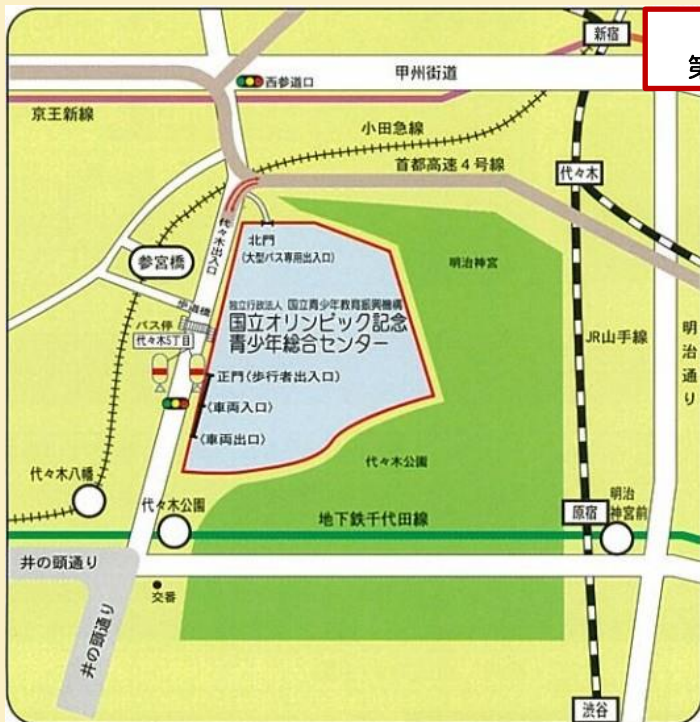 新宿
第
甲州街道
西参道口
京王新線
小田急線
首都高速4号線
代々木
代々木出入口
北門
(大型バス専用出入口)
明治神宮
参宮橋
歩道橋
バス停
代々木5丁目
独立行政法人 国立青少年教育振興機構
国立オリンピック記念
青少年総合センター
JR山手線
明治通り
正門(歩行者出入口)
(車両入口)
(車両出口)
代々木公園
代々木八幡
代々木公園
地下鉄千代田線
原宿
明治
神宮前
井の頭通り
交番
井の頭通り
渋谷